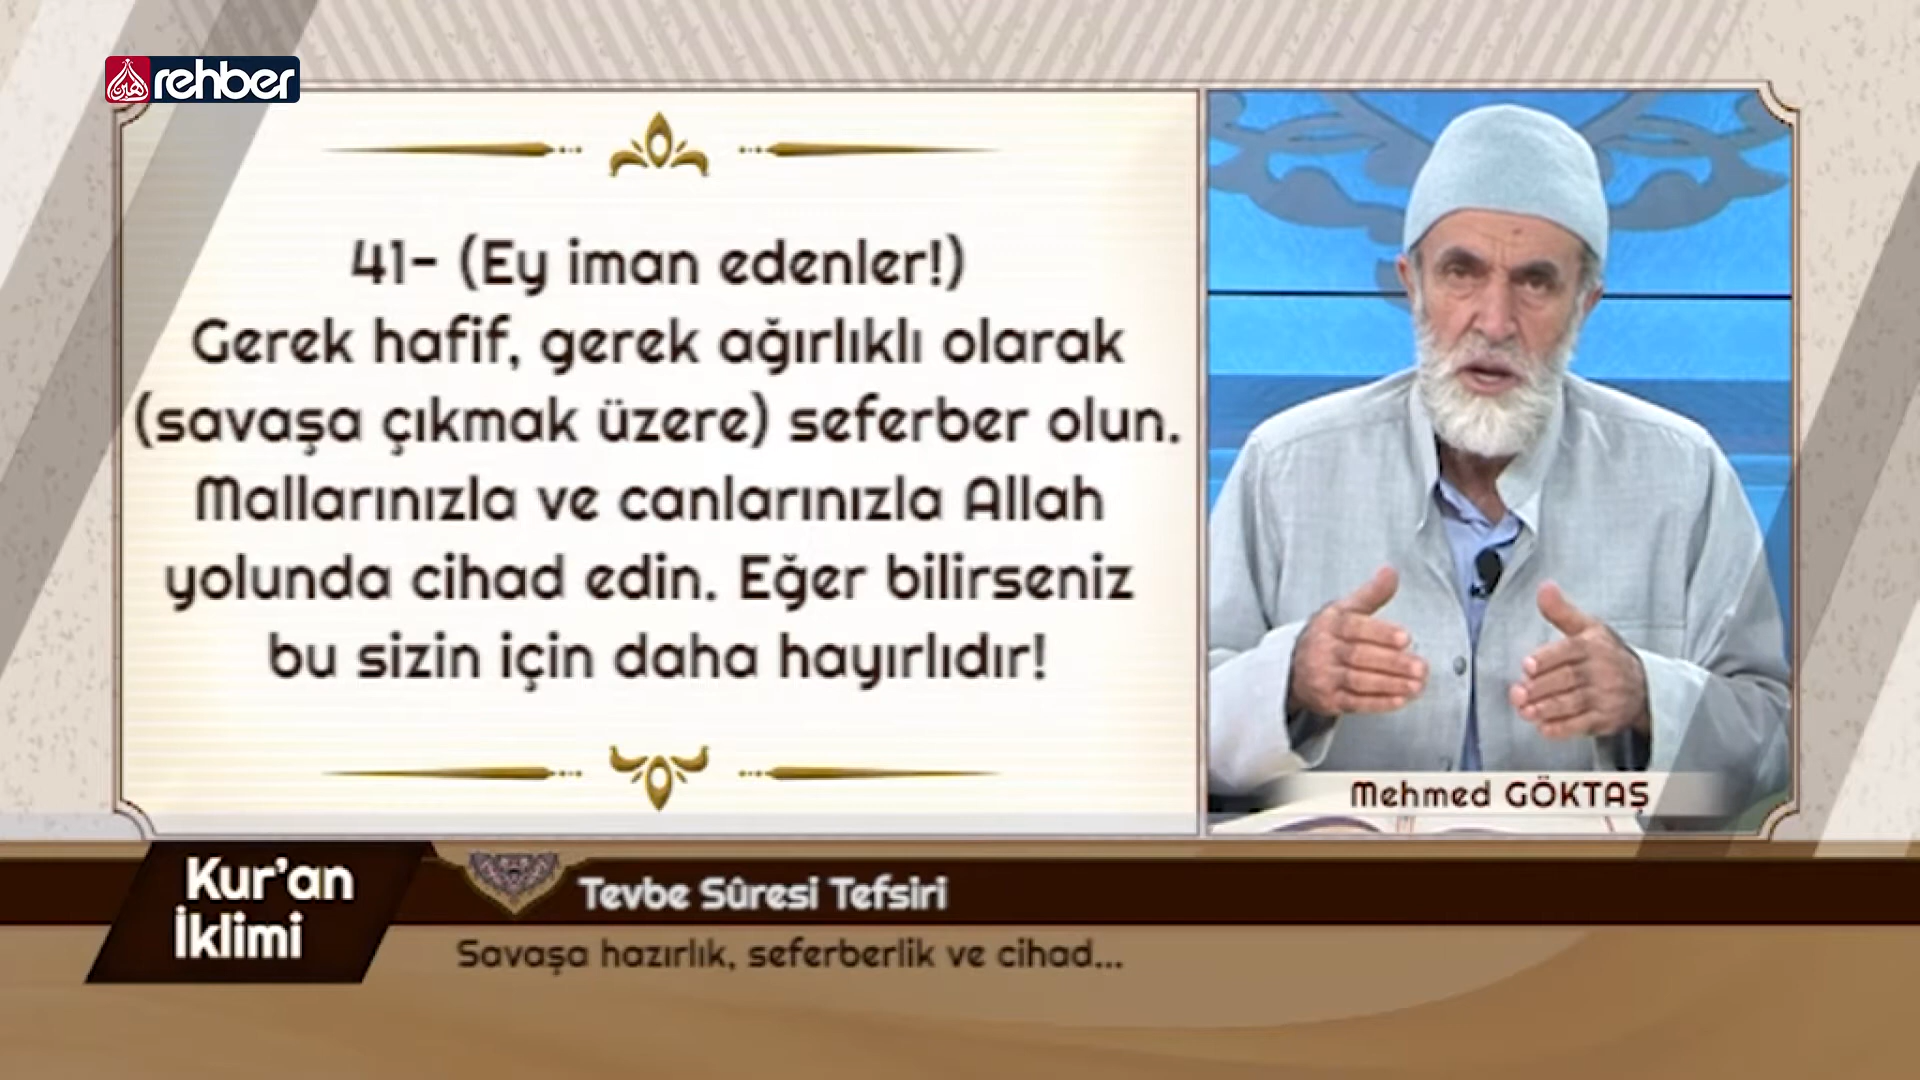 rehber
41- (Ey iman edenler!)
Gerek hafif, gerek ağırlıklı olarak
(savaşa çıkmak üzere) seferber olun.
Mallarınızla ve canlarınızla Allah
yolunda cihad edin. Eğer bilirseniz
bu sizin için daha hayırlıdır!
Mehmed GÖKTAŞ
Kur'an
İklimi
Tevbe Sûresi Tefsiri
Savaşa hazırlık, seferberlik ve cihad...